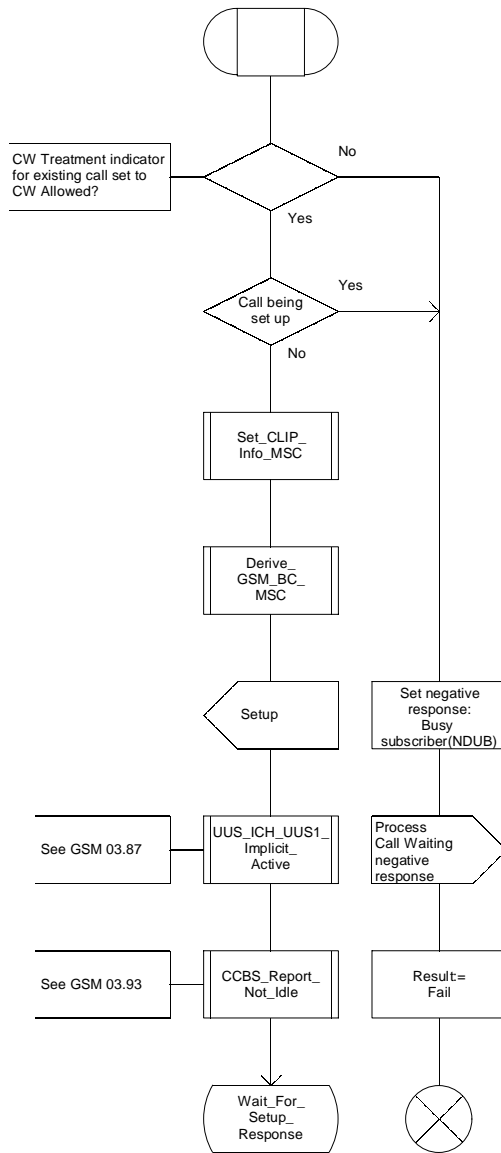 CW Treatment indicator
for existing call set to
CW Allowed?
No
Yes
Call being
set up
Yes
No
Set_CLIP_
Info_MSC
Derive_
GSM_BC_
MSC
Setup
Set negative
response:
Busy
subscriber(NDUB)
See GSM 03.87
UUS_ICH_UUS1_
Implicit_
Active
Process
Call Waiting
negative
response
See GSM 03.93
CCBS_Report_
Not_Idle
Result:=
Fail
Wait_For_
Setup_
Response